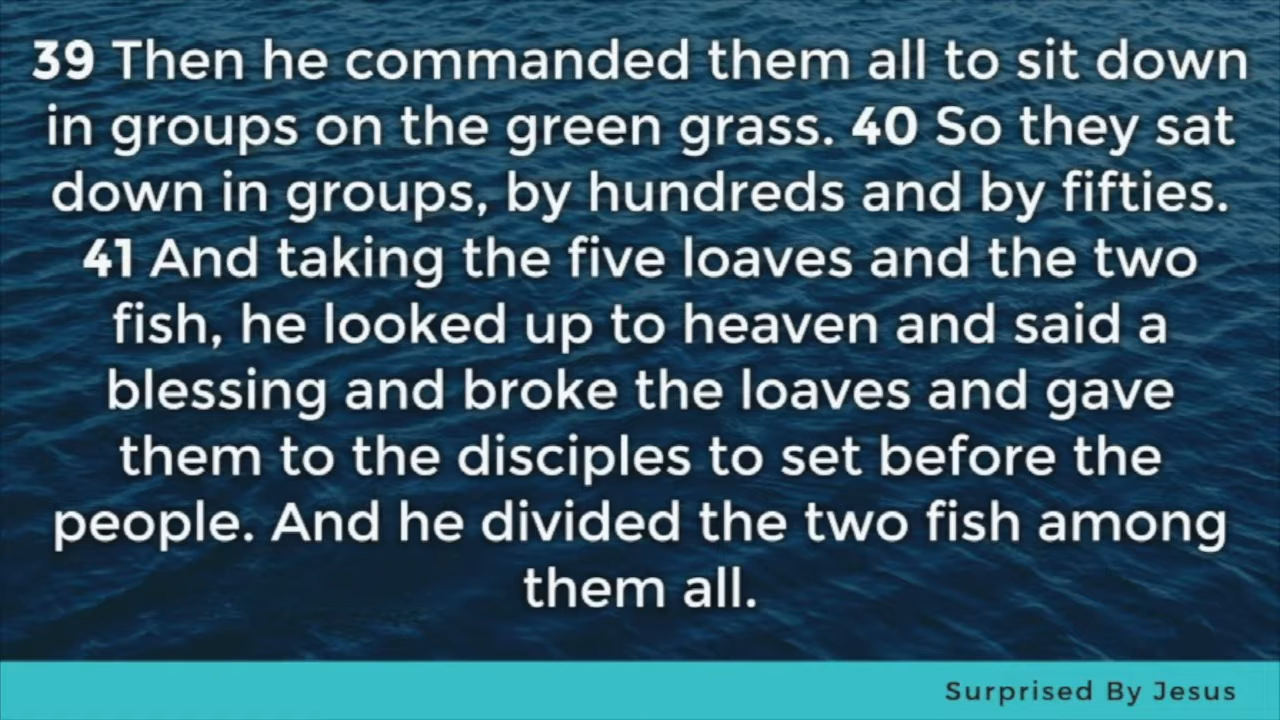 39 Then he commanded them all to sit down
in groups on the green grass. 40 So they sat
down in groups, by hundreds and by fifties.
41 And taking the five loaves and the two
fish, he looked up to heaven and said a
blessing and broke the loaves and gave
them to the disciples to set before the
people. And he divided the two fish among
them all.
Surprised By Jesus